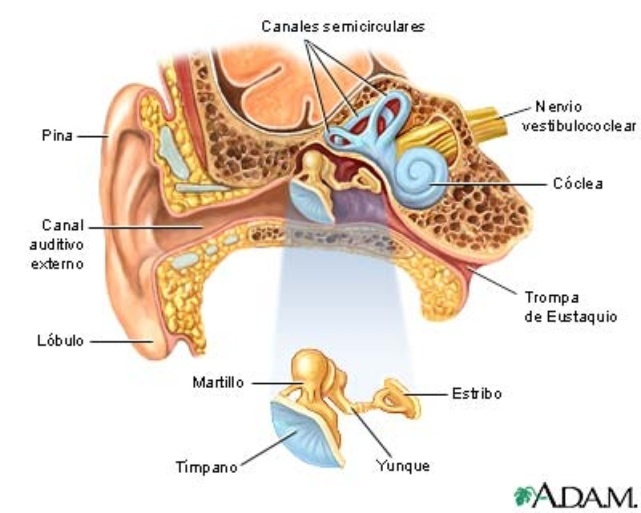 Canales semicirculares
Nervio
vestibulococlear
Pina
Cóclea
Canal
auditivo
externo
Trompa
de Eustaquio
Lóbulo
Martillo
Estribo
Tímpano
Yunque
A.D.A.M.